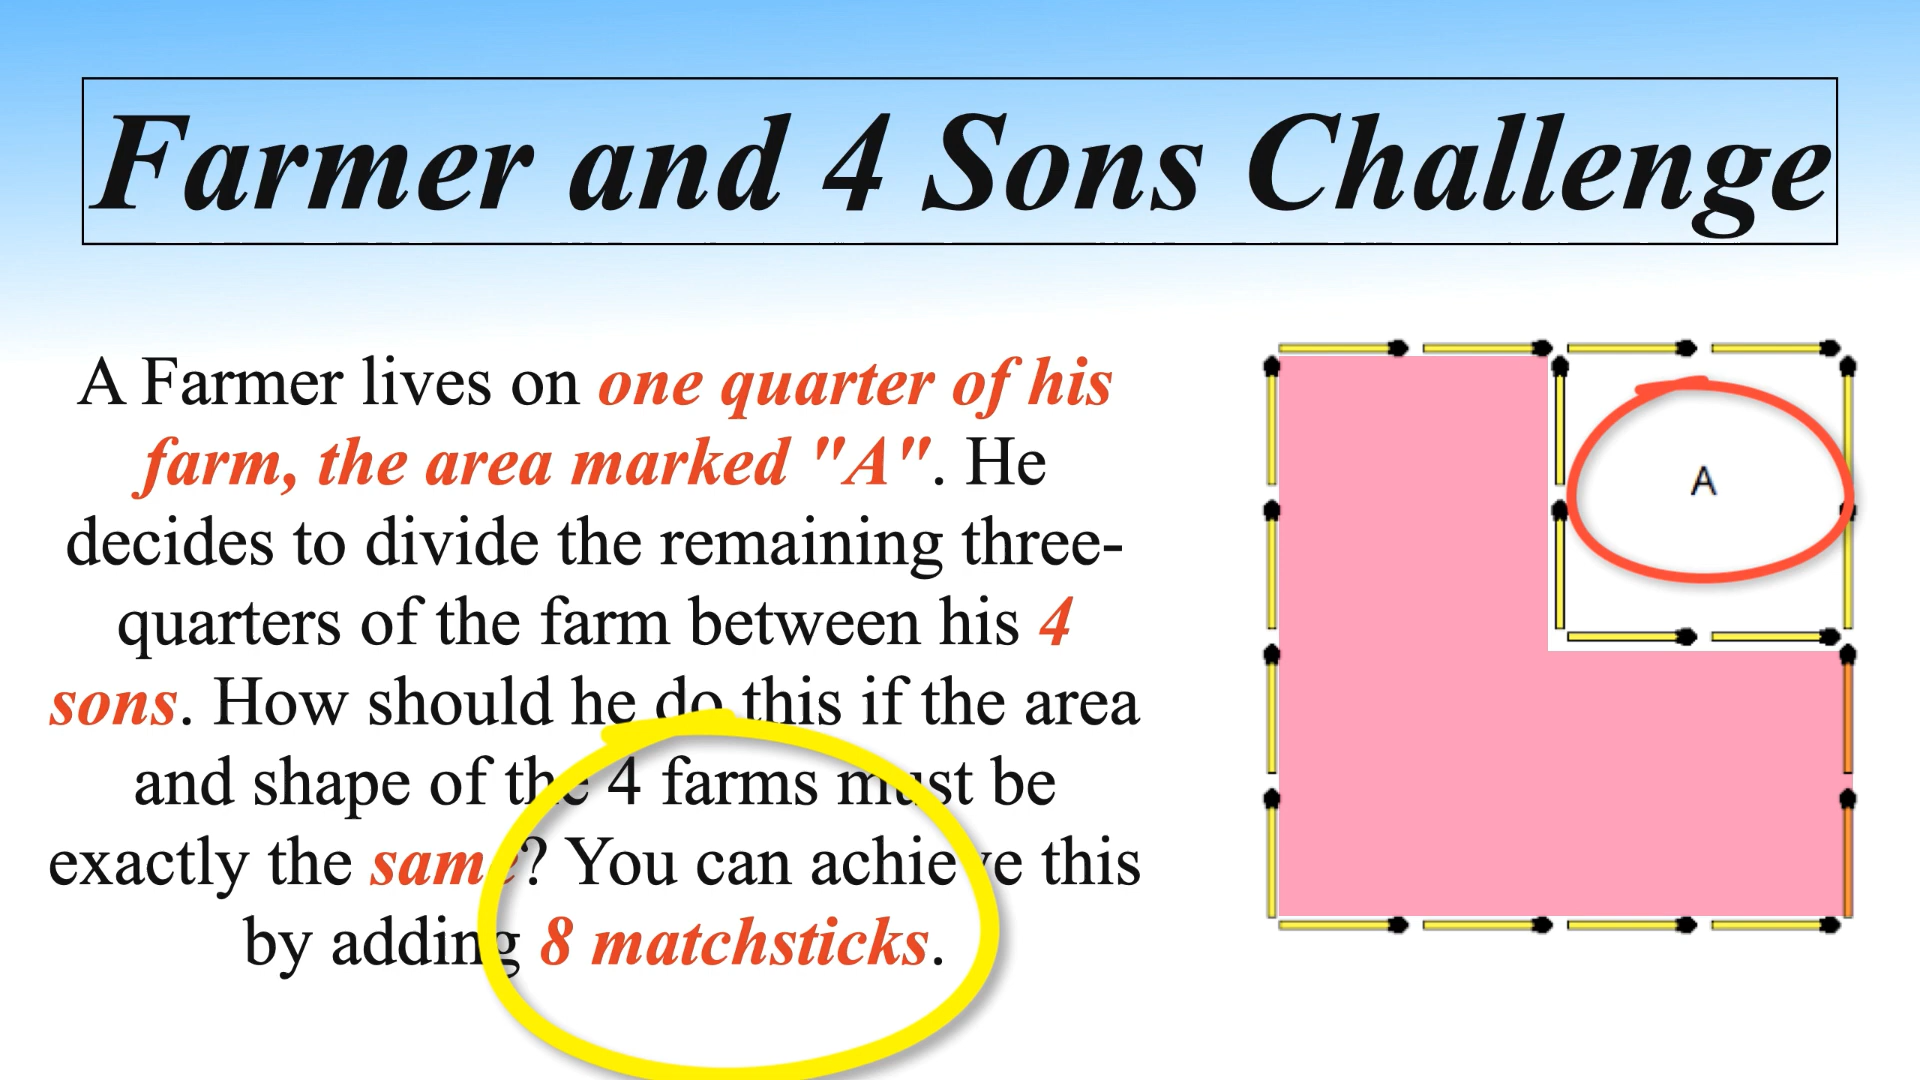 Farmer and 4 Sons Challenge
A Farmer lives on one quarter of his
farm, the area marked "A". He
decides to divide the remaining three-
quarters of the farm between his 4
sons. How should he do this if the area
and shape of the 4 farms must be
exactly the same? You can achieve this
by adding 8 matchsticks.
A